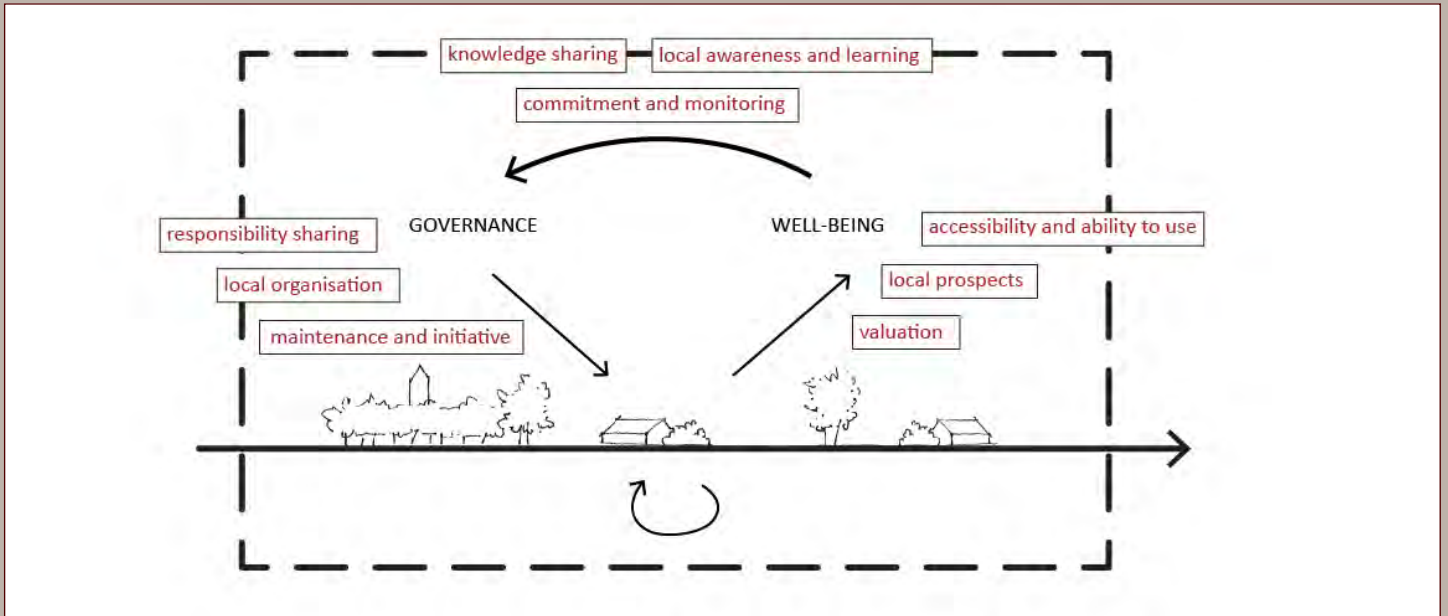 knowledge sharing
local awareness and learning
commitment and monitoring
responsibility sharing
GOVERNANCE
WELL-BEING
accessibility and ability to use
local organisation
local prospects
maintenance and initiative
valuation